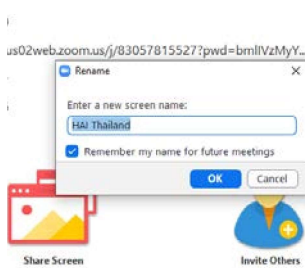 us02web.zoom.us/j/83057815527?pwd=bmlIVzMyY...
Rename
Enter a new screen name:
HAI Thailand
Remember my name for future meetings
OK Cancel
Share Screen Invite Others